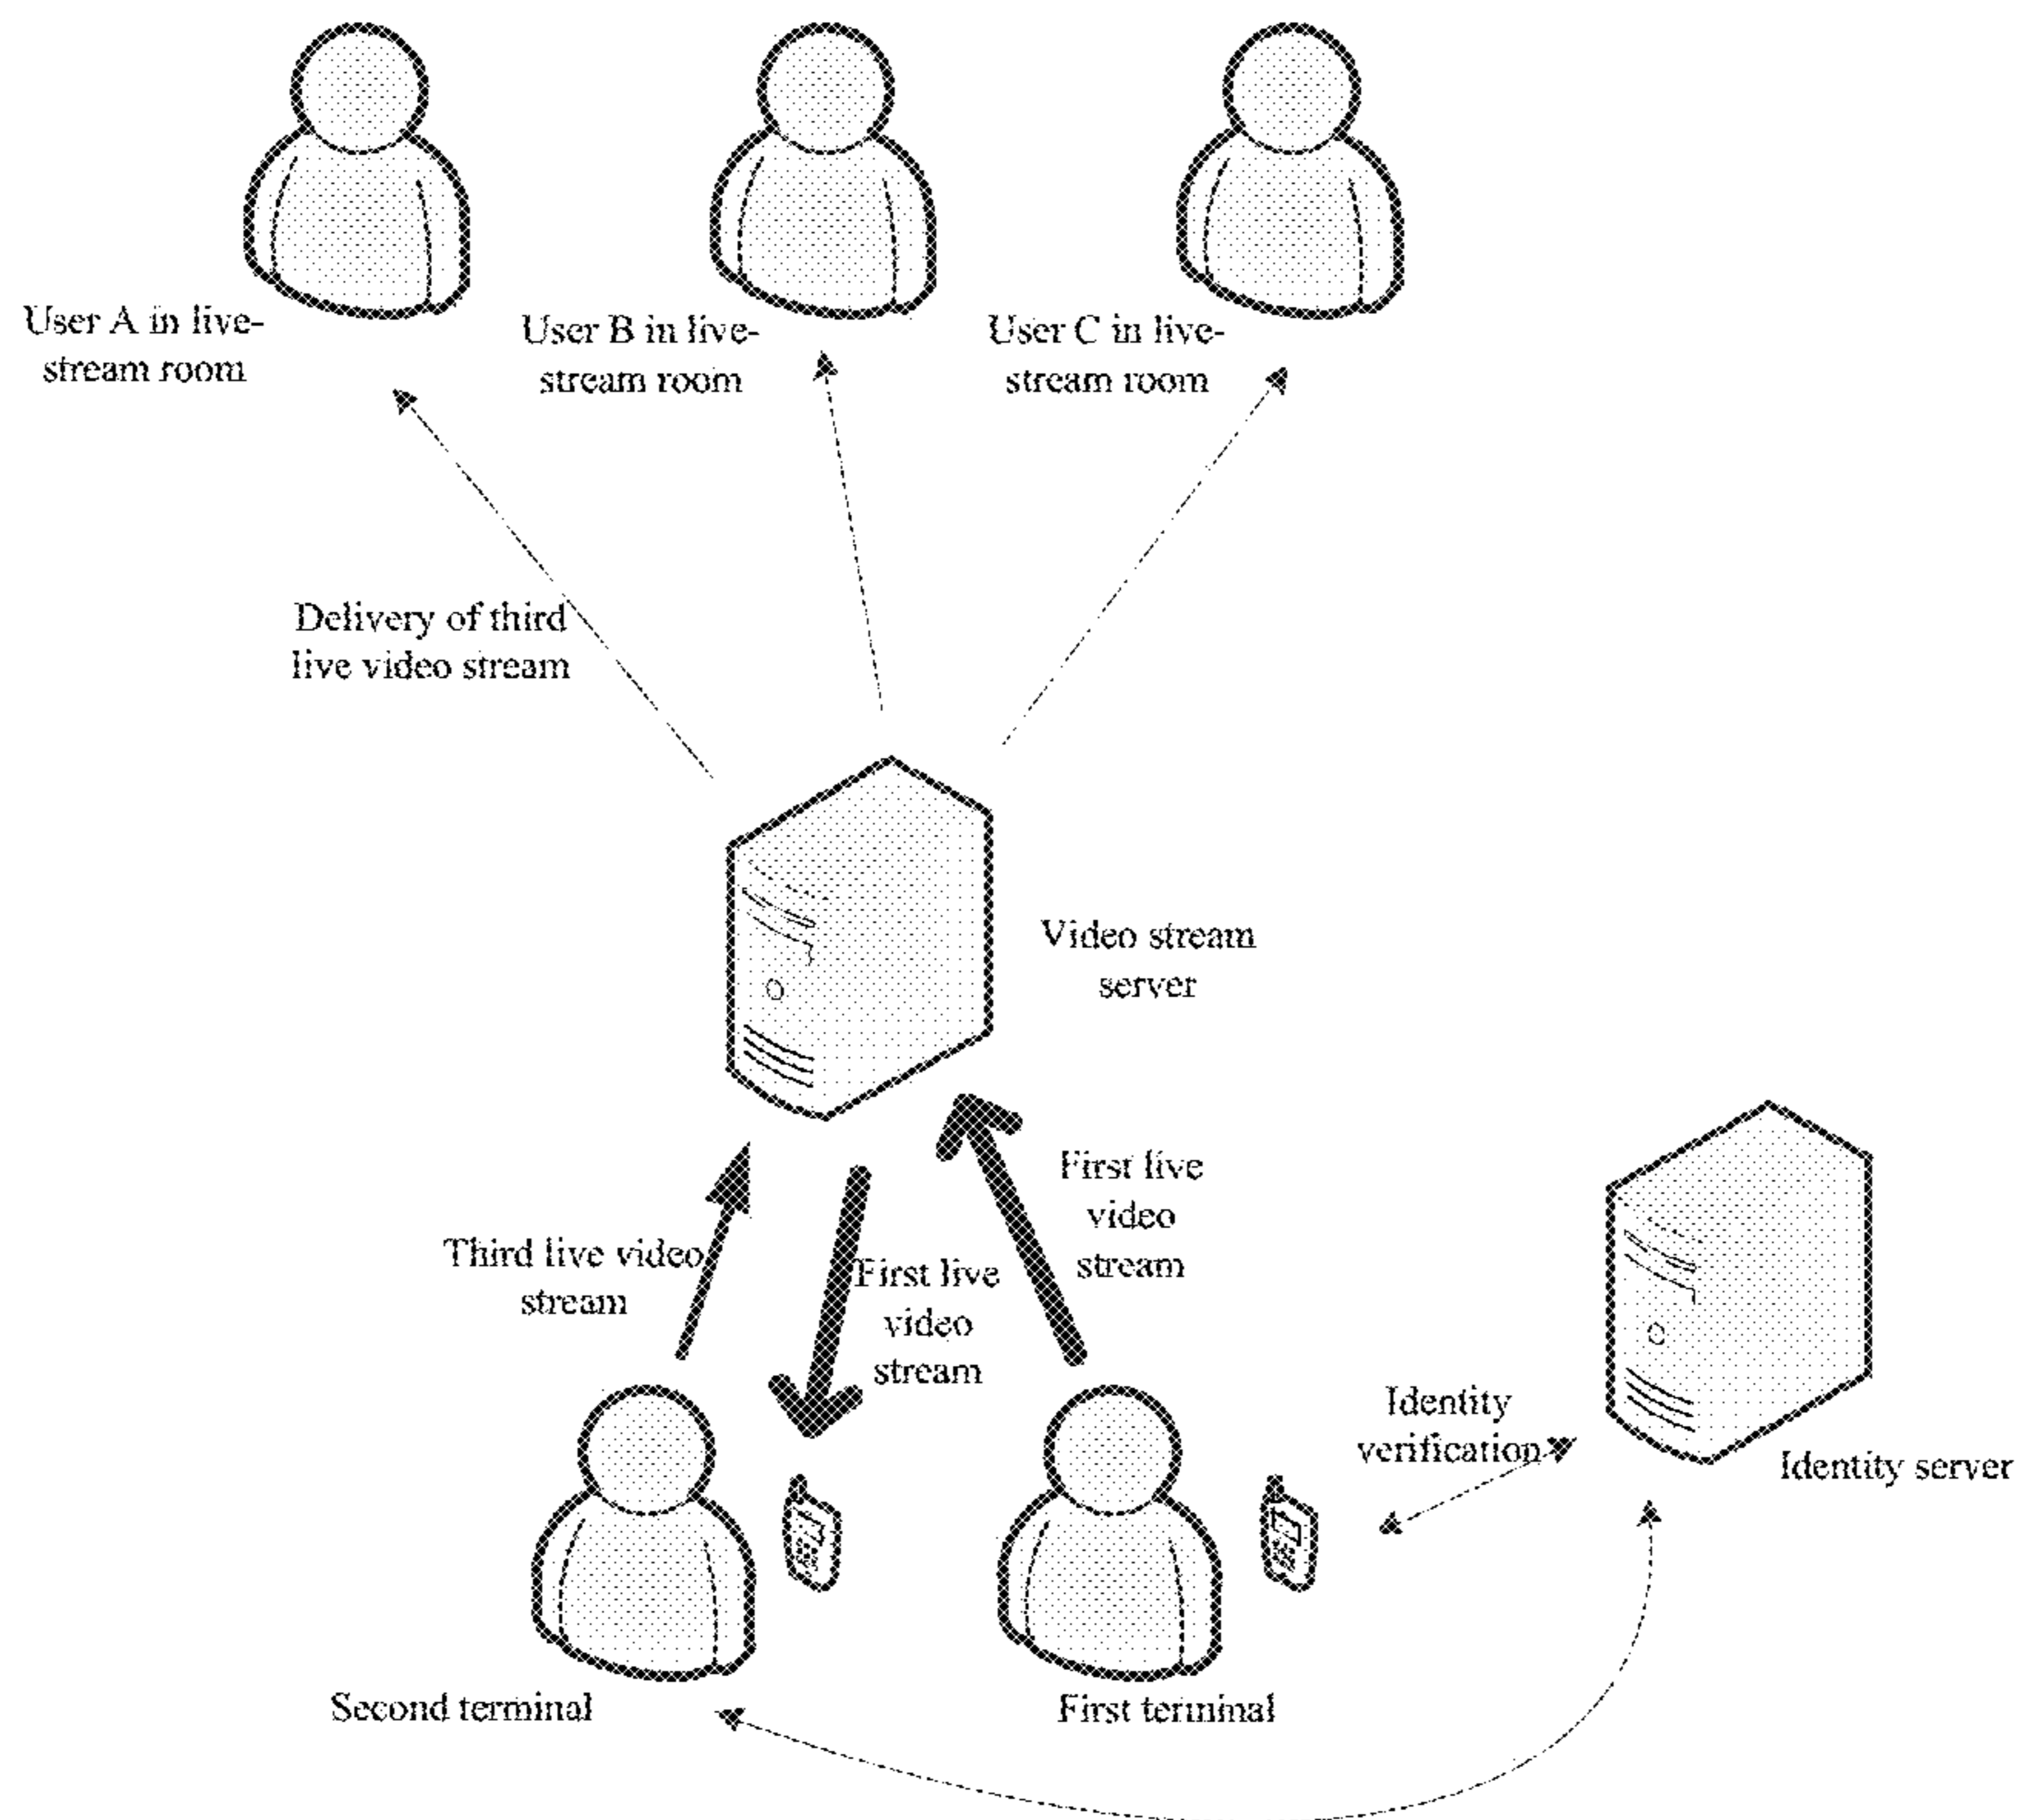 User A in live-
stream room
User B in live-
stream room
User C in live-
stream room
Delivery of third
live video stream
Video stream
server
First live
video
stream
Third live video
stream
First live
video
stream
Identity
verification
Identity server
Second terminal
First terminal